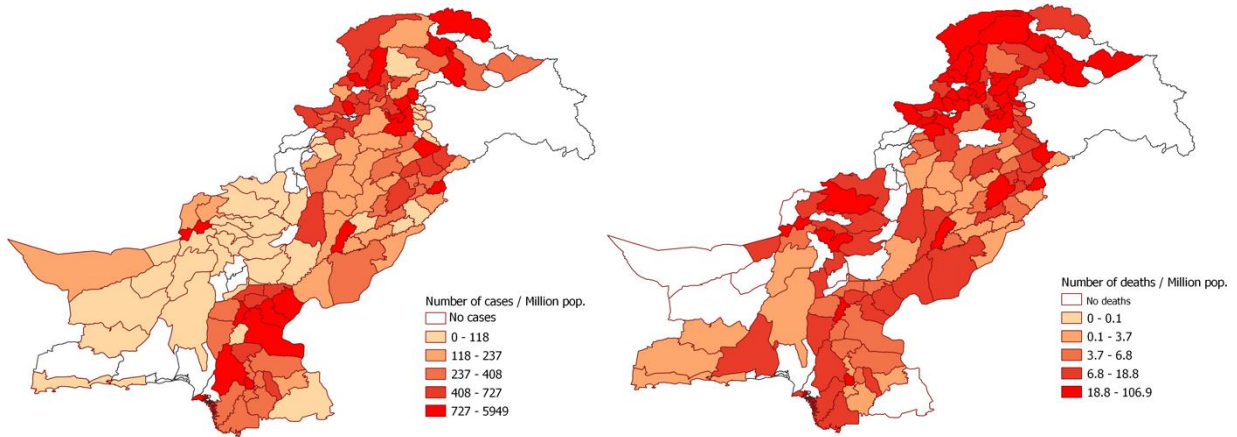 Number of cases / Million pop.
No cases
0 - 118
118 - 237
237 - 408
408 - 727
727 - 5949
Number of deaths / Million pop.
No deaths
0 - 0.1
0.1 - 3.7
3.7 - 6.8
6.8 - 18.8
18.8 - 106.9